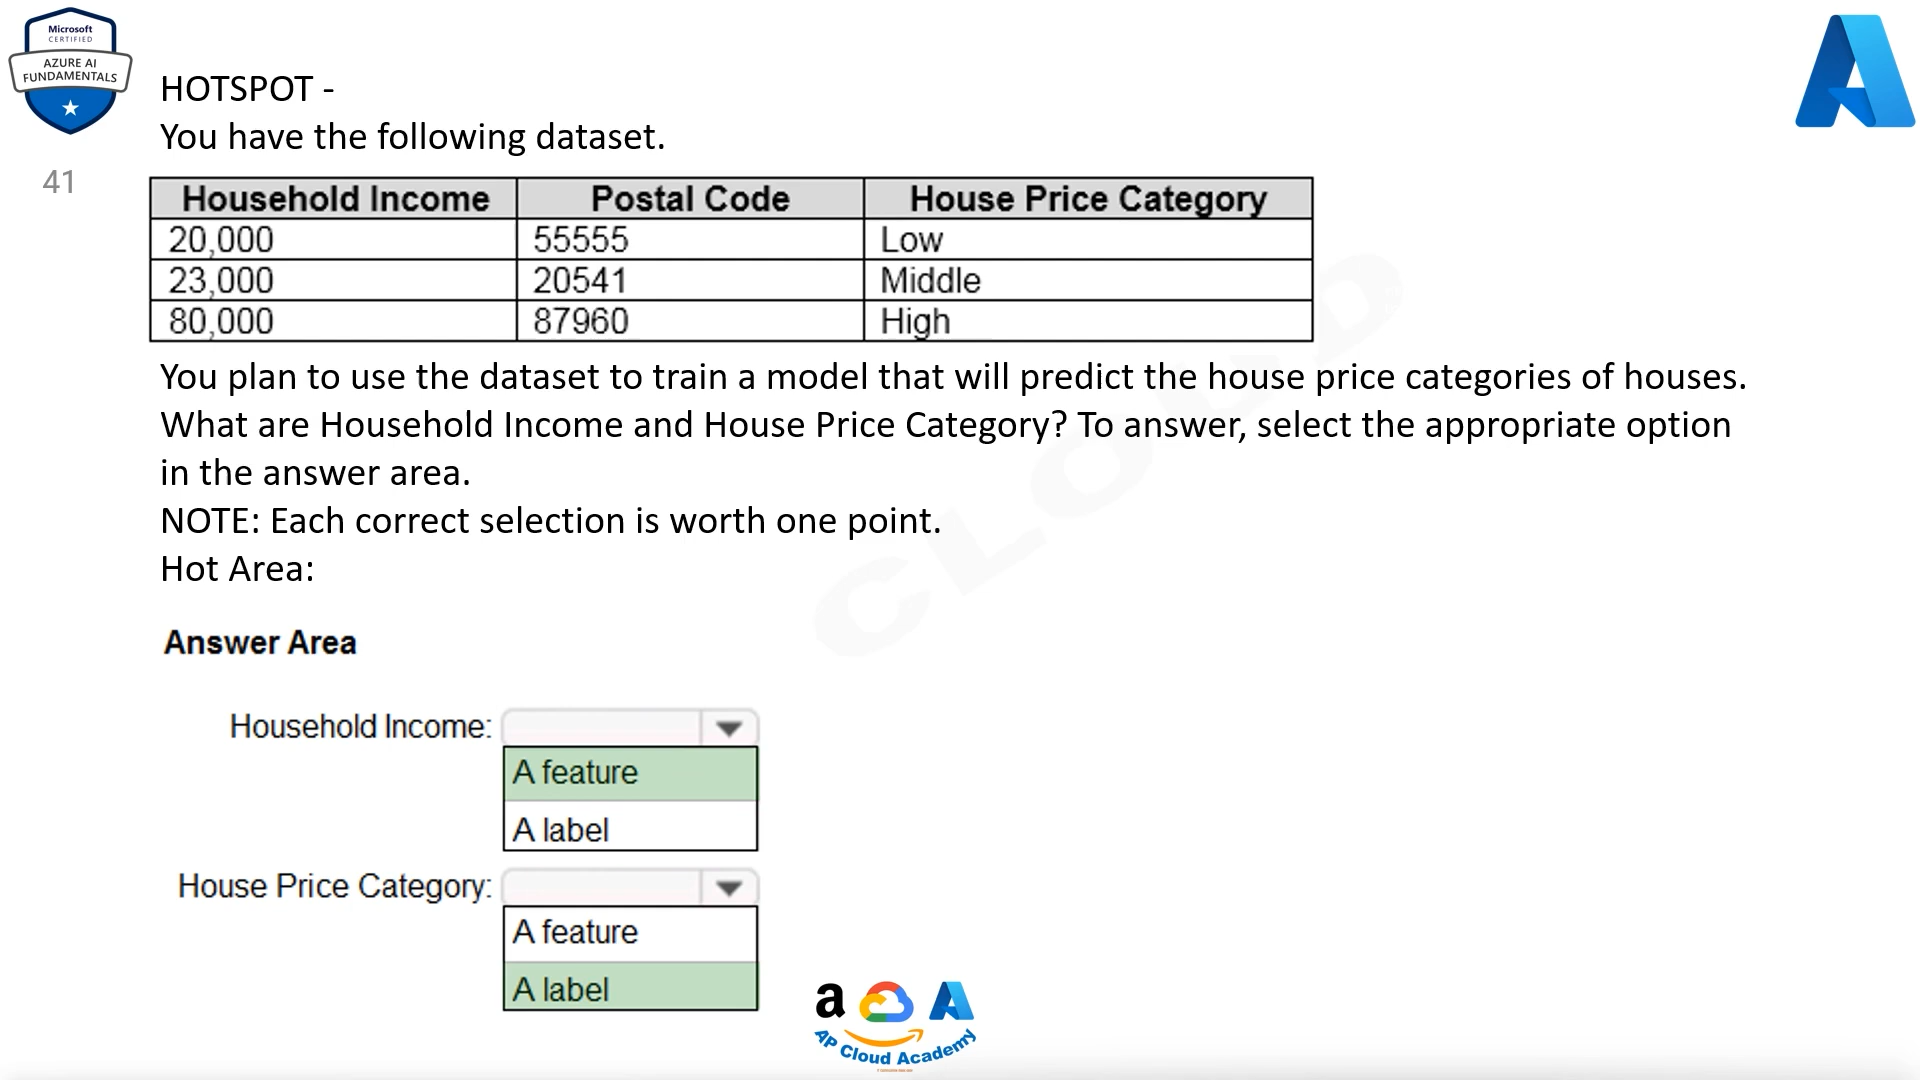 Microsoft
CERTIFIED
AZURE AI
FUNDAMENTALS
HOTSPOT -
You have the following dataset.
41
Household Income Postal Code House Price Category
20,000 55555 Low
23,000 20541 Middle
80,000 87960 High
You plan to use the dataset to train a model that will predict the house price categories of houses.
What are Household Income and House Price Category? To answer, select the appropriate option
in the answer area.
NOTE: Each correct selection is worth one point.
Hot Area:
CLOUD
Answer Area
Household Income:
A feature
A label
House Price Category:
A feature
A label
a
AP Cloud Academy